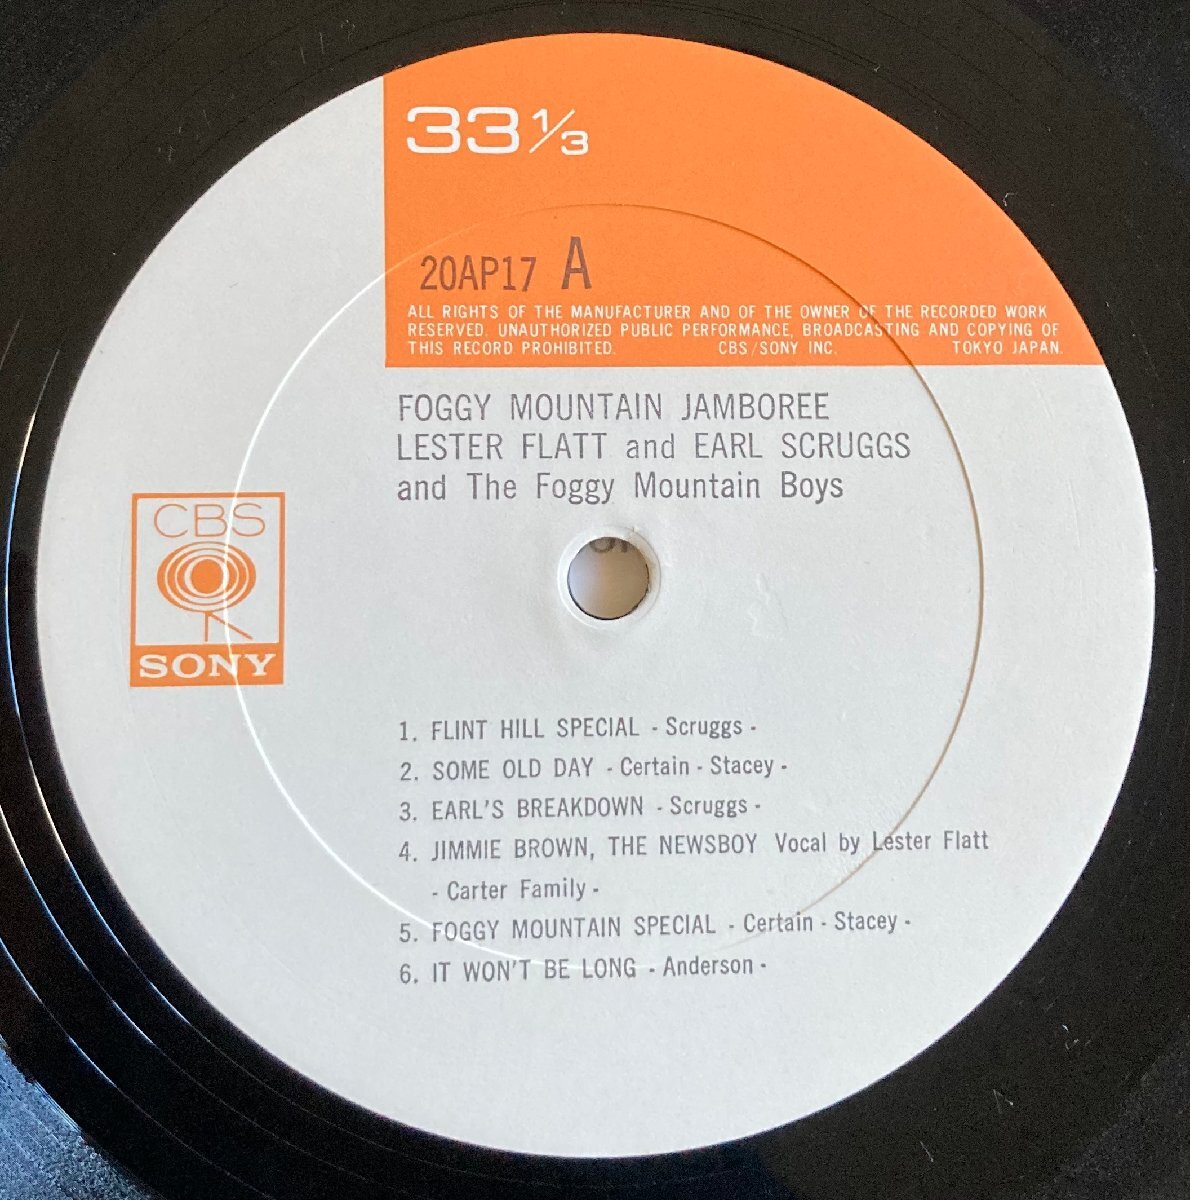 33 1/3
20AP17 A
ALL RIGHTS OF THE MANUFACTURER AND OF THE OWNER OF THE RECORDED WORK
RESERVED. UNAUTHORIZED PUBLIC PERFORMANCE, BROADCASTING AND COPYING OF
THIS RECORD PROHIBITED. CBS/SONY INC. TOKYO JAPAN.
FOGGY MOUNTAIN JAMBOREE
LESTER FLATT and EARL SCRUGGS
and The Foggy Mountain Boys
CBS
SONY
1. FLINT HILL SPECIAL - Scruggs -
2. SOME OLD DAY - Certain - Stacey -
3. EARL'S BREAKDOWN - Scruggs -
4. JIMMIE BROWN, THE NEWSBOY Vocal by Lester Flatt
- Carter Family -
5. FOGGY MOUNTAIN SPECIAL - Certain - Stacey -
6. IT WON'T BE LONG - Anderson -